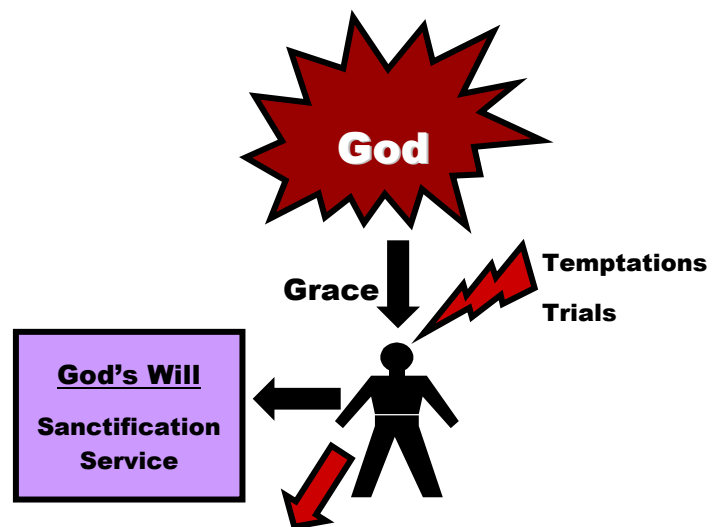 God
Grace
Temptations
Trials
God’s Will
Sanctification
Service